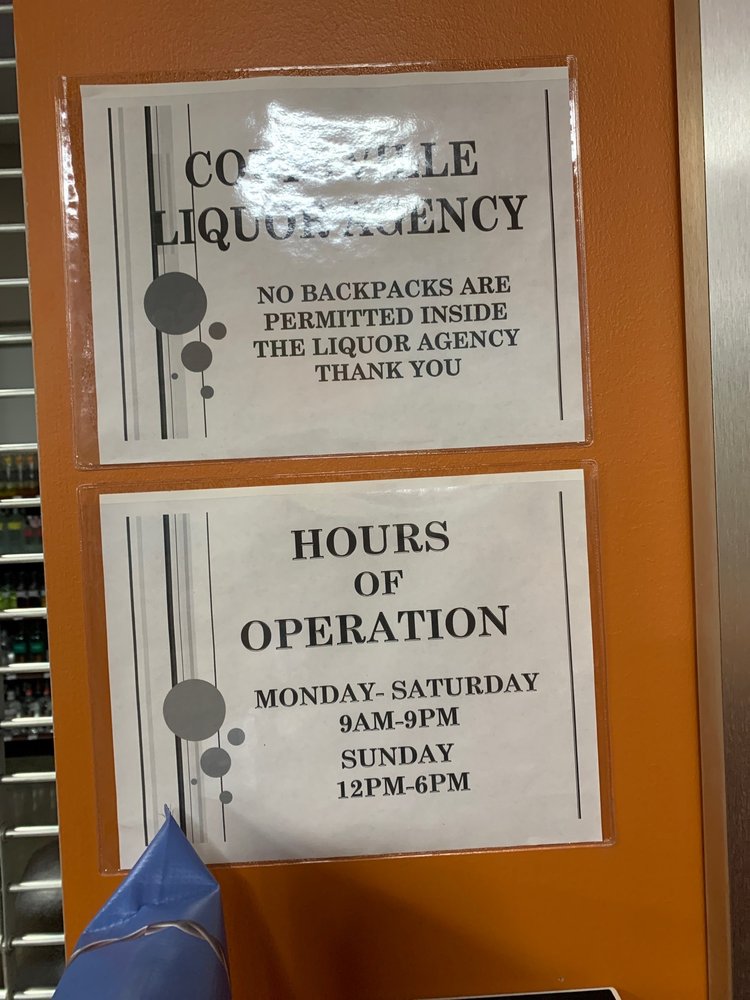 LIQUOR AGENCY
NO BACKPACKS ARE
PERMITTED INSIDE
THE LIQUOR AGENCY
THANK YOU
HOURS
OF
OPERATION
MONDAY- SATURDAY
9AM-9PM
SUNDAY
12PM-6PM